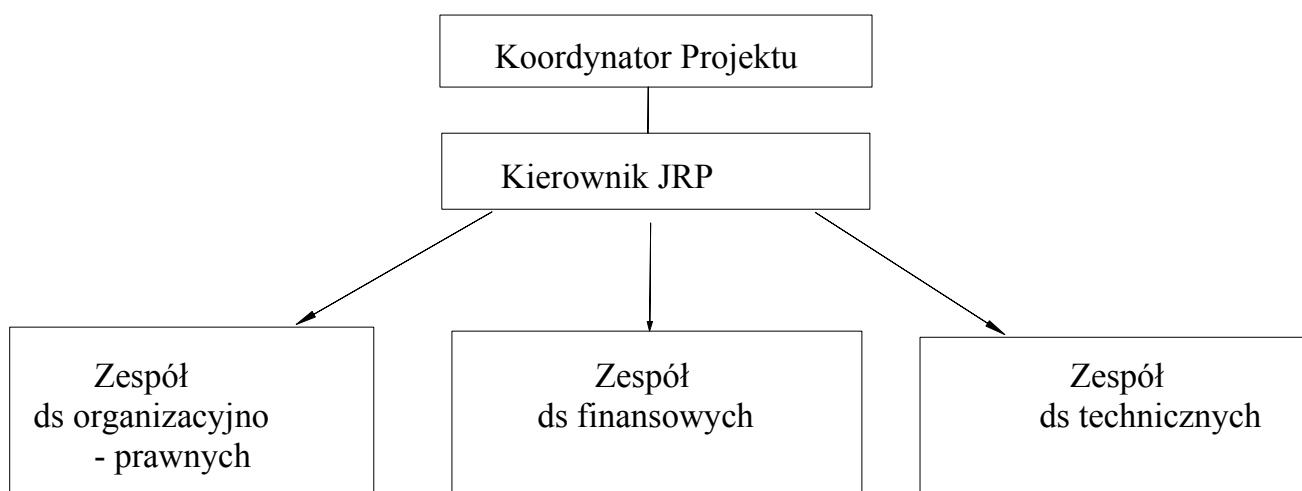 Koordynator Projektu
Kierownik JRP
Zespół
ds organizacyjno
- prawnych
Zespół
ds finansowych
Zespół
ds technicznych